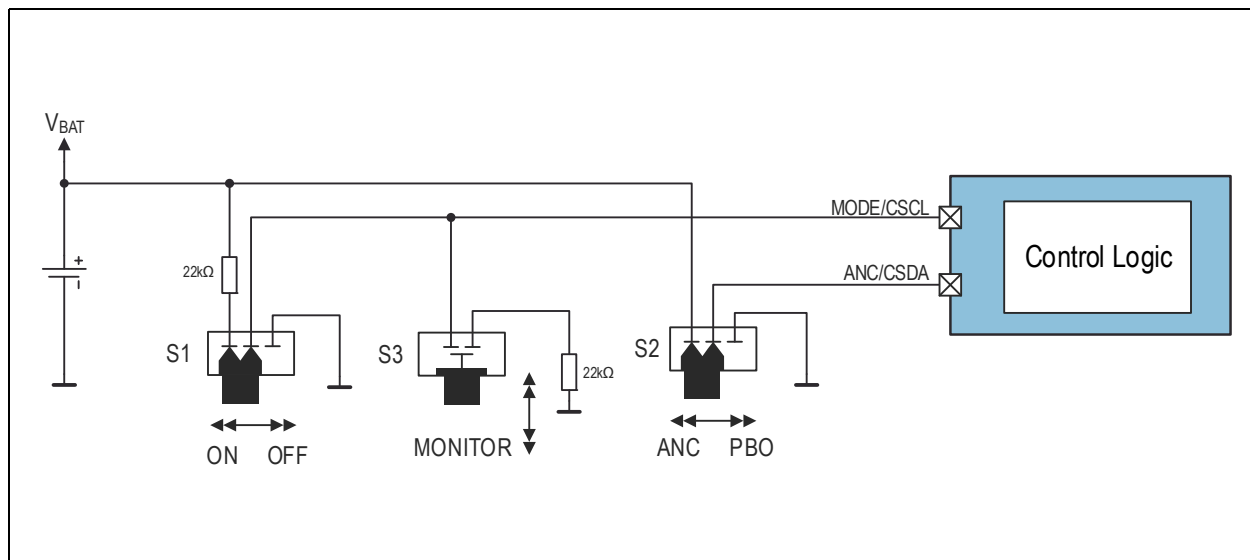 VBAT
MODE/CSCL
22kΩ
ANC/CSDA
Control Logic
+
S1
S3
22kΩ
S2
ON OFF
MONITOR
ANC PBO